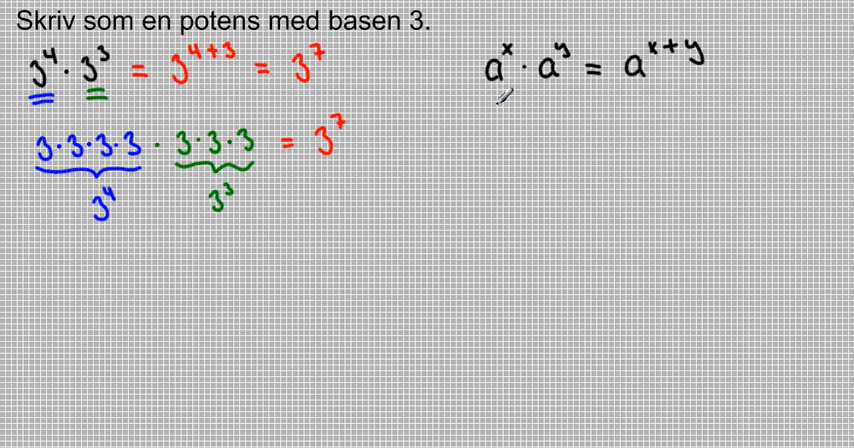 Skriv som en potens med basen 3.
3⁴ · 3³ = 3⁴⁺³ = 3⁷
aˣ · aʸ = aˣ⁺ʸ
3·3·3·3 · 3·3·3 = 3⁷
3⁴ 3³